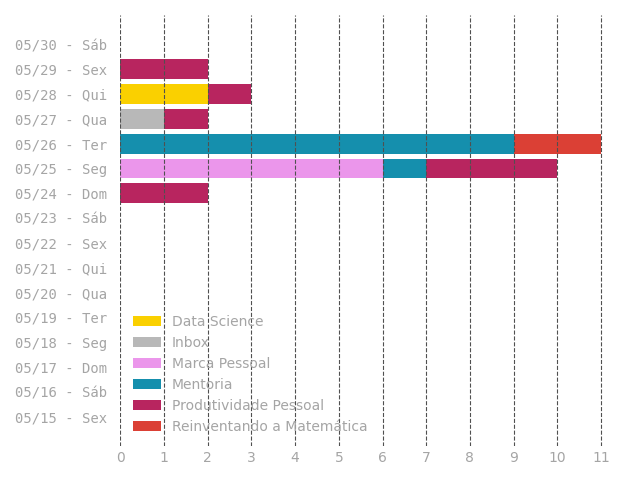 05/30 - Sáb
05/29 - Sex
05/28 - Qui
05/27 - Qua
05/26 - Ter
05/25 - Seg
05/24 - Dom
05/23 - Sáb
05/22 - Sex
05/21 - Qui
05/20 - Qua
05/19 - Ter
05/18 - Seg
05/17 - Dom
05/16 - Sáb
05/15 - Sex
Data Science
Inbox
Marca Pessoal
Mentoria
Produtividade Pessoal
Reinventando a Matemática
0 1 2 3 4 5 6 7 8 9 10 11